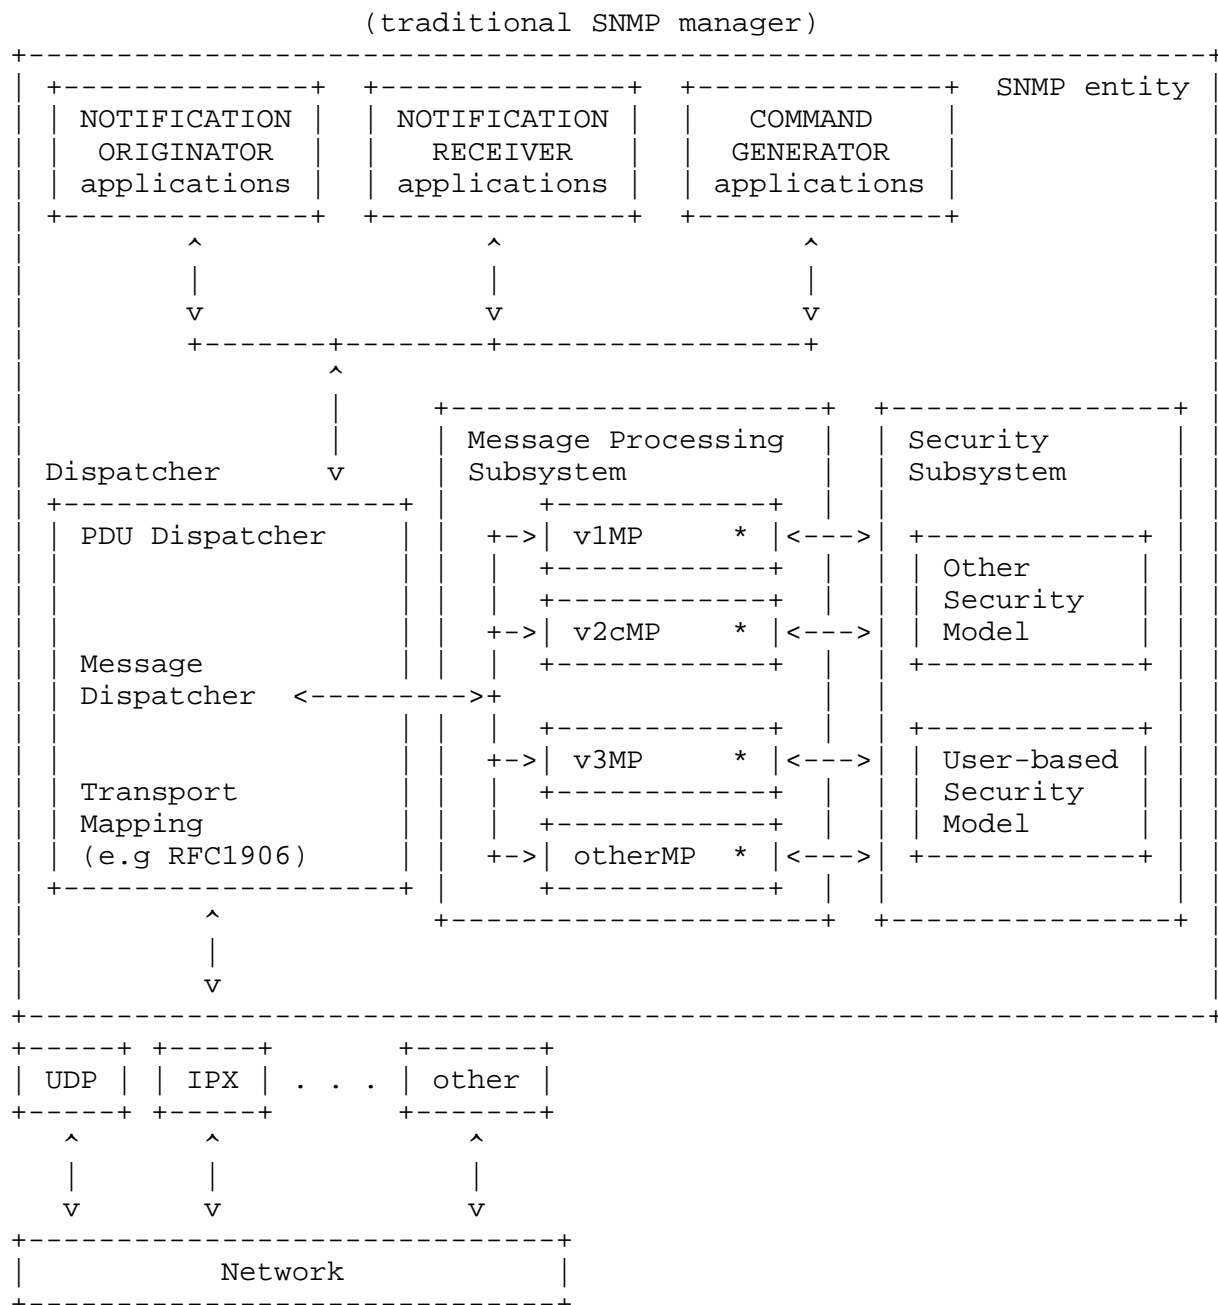 (traditional SNMP manager)
SNMP entity
NOTIFICATION ORIGINATOR applications
NOTIFICATION RECEIVER applications
COMMAND GENERATOR applications
Dispatcher
PDU Dispatcher
Message
Dispatcher
Transport
Mapping
(e.g RFC1906)
Message Processing
Subsystem
v1MP *
v2cMP *
v3MP *
otherMP *
Security
Subsystem
Other
Security
Model
User-based
Security
Model
UDP
IPX
. . .
other
Network